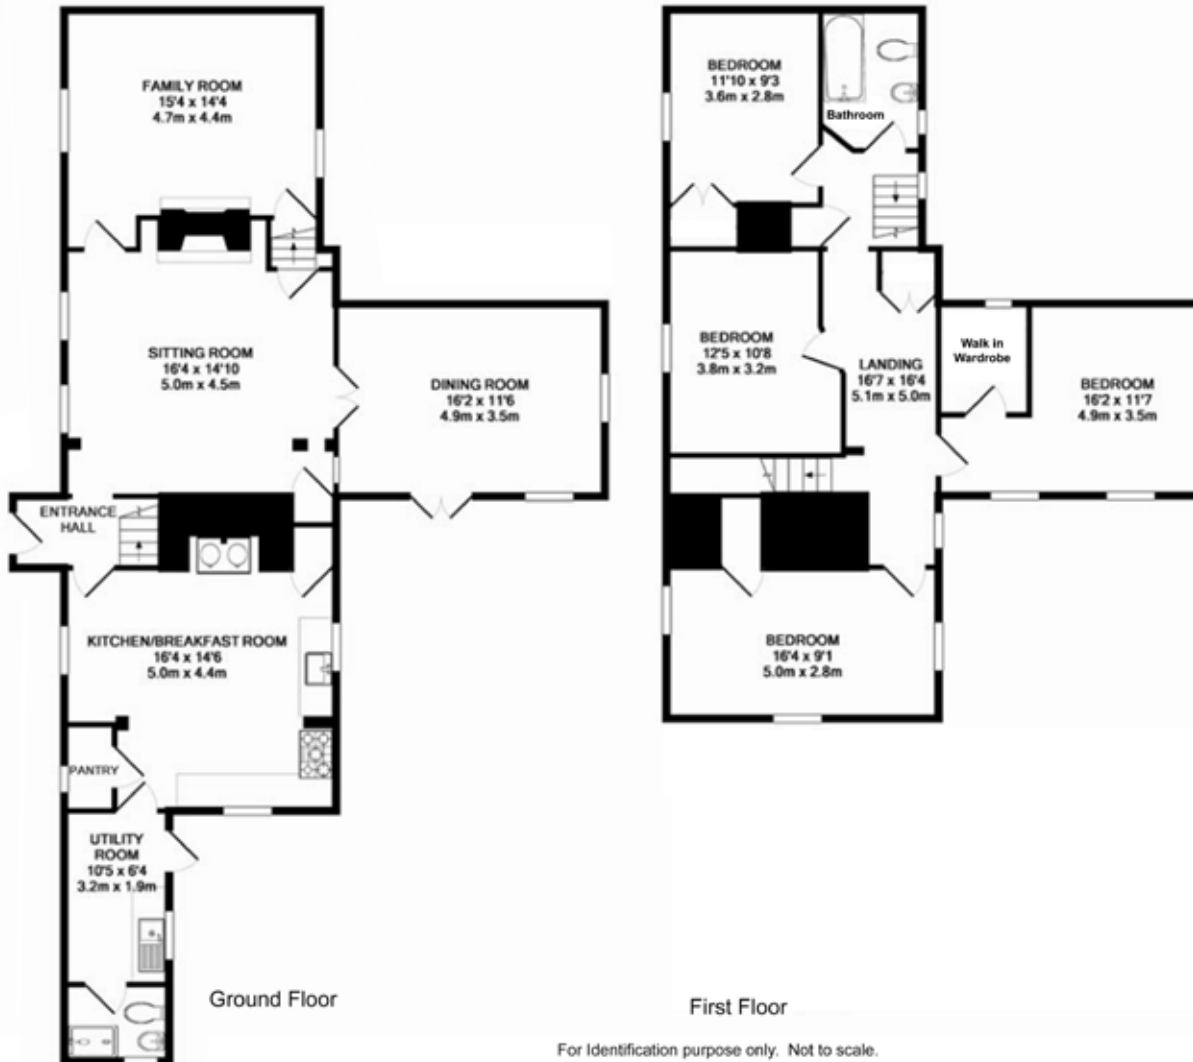 FAMILY ROOM
15'4 x 14'4
4.7m x 4.4m
SITTING ROOM
16'4 x 14'10
5.0m x 4.5m
DINING ROOM
16'2 x 11'6
4.9m x 3.5m
ENTRANCE
HALL
KITCHEN/BREAKFAST ROOM
16'4 x 14'6
5.0m x 4.4m
PANTRY
UTILITY
ROOM
10'5 x 6'4
3.2m x 1.9m
Ground Floor
BEDROOM
11'10 x 9'3
3.6m x 2.8m
Bathroom
BEDROOM
12'5 x 10'8
3.8m x 3.2m
LANDING
16'7 x 16'4
5.1m x 5.0m
Walk in
Wardrobe
BEDROOM
16'2 x 11'7
4.9m x 3.5m
BEDROOM
16'4 x 9'1
5.0m x 2.8m
First Floor
For Identification purpose only. Not to scale.